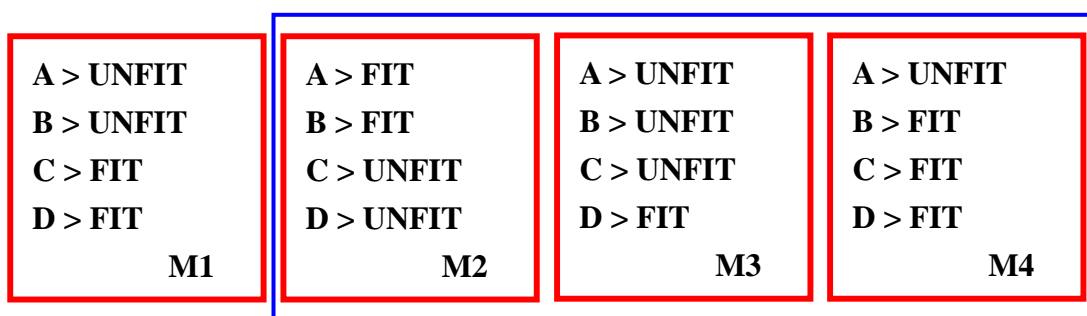 A > UNFIT
B > UNFIT
C > FIT
D > FIT
M1
A > FIT
B > FIT
C > UNFIT
D > UNFIT
M2
A > UNFIT
B > UNFIT
C > UNFIT
D > FIT
M3
A > UNFIT
B > FIT
C > FIT
D > FIT
M4